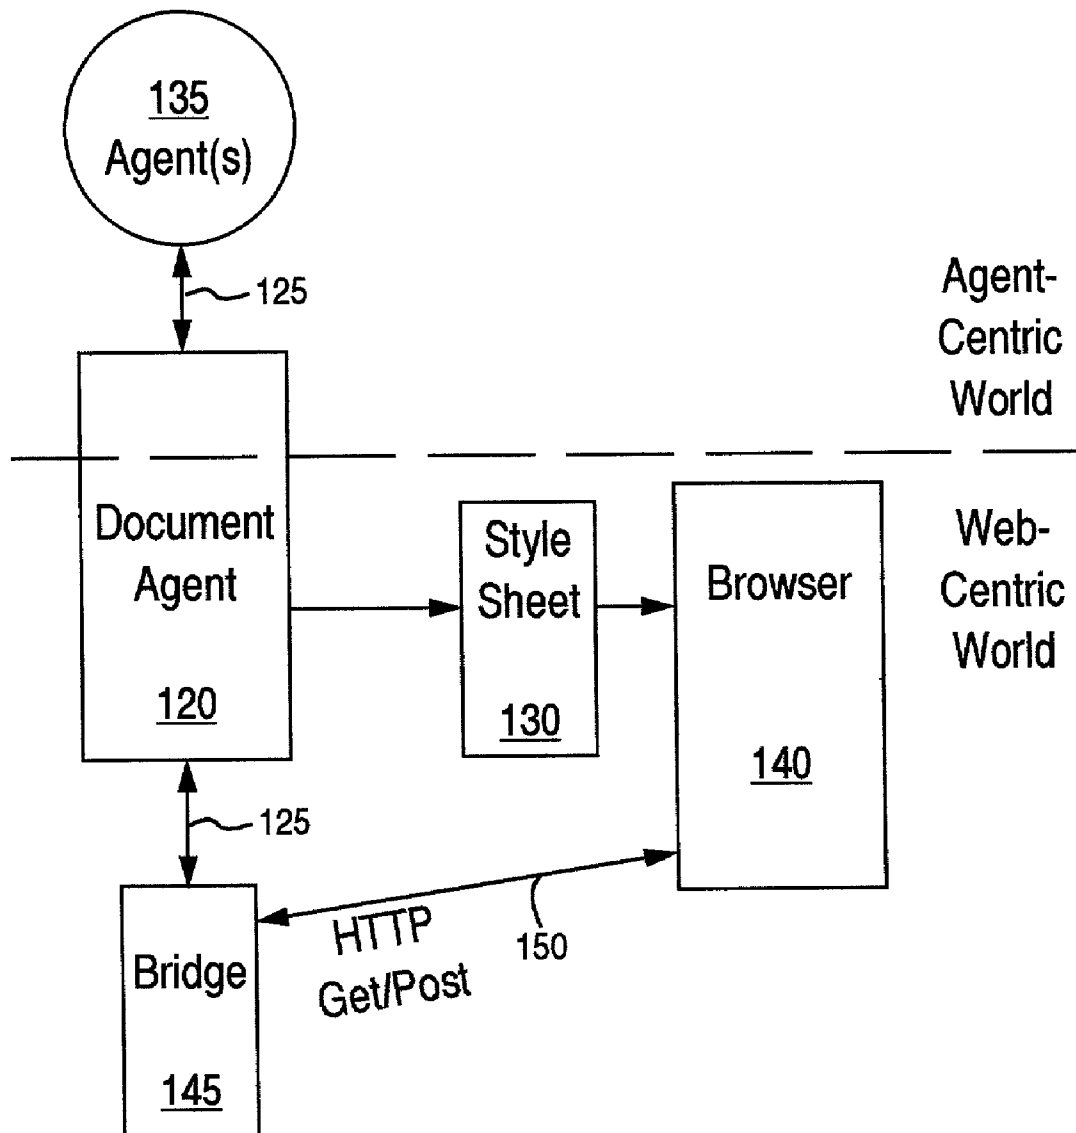 135
Agent(s)
125
Agent-
Centric
World
Document
Agent
120
Style
Sheet
130
Browser
140
Web-
Centric
World
125
HTTP
Get/Post
150
Bridge
145